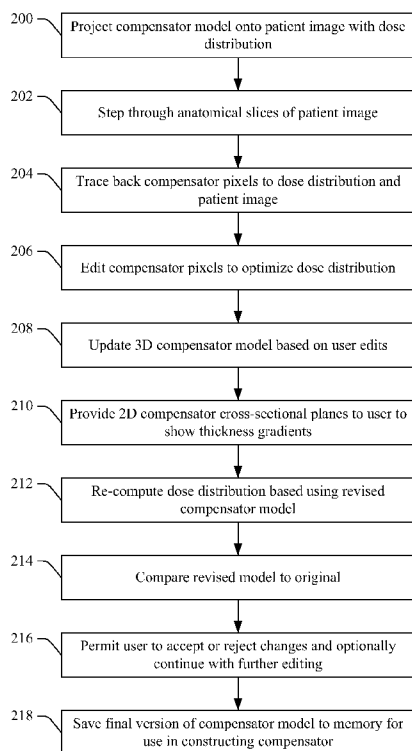 200
Project compensator model onto patient image with dose
distribution
202
Step through anatomical slices of patient image
204
Trace back compensator pixels to dose distribution and
patient image
206
Edit compensator pixels to optimize dose distribution
208
Update 3D compensator model based on user edits
210
Provide 2D compensator cross-sectional planes to user to
show thickness gradients
212
Re-compute dose distribution based using revised
compensator model
214
Compare revised model to original
216
Permit user to accept or reject changes and optionally
continue with further editing
218
Save final version of compensator model to memory for
use in constructing compensator